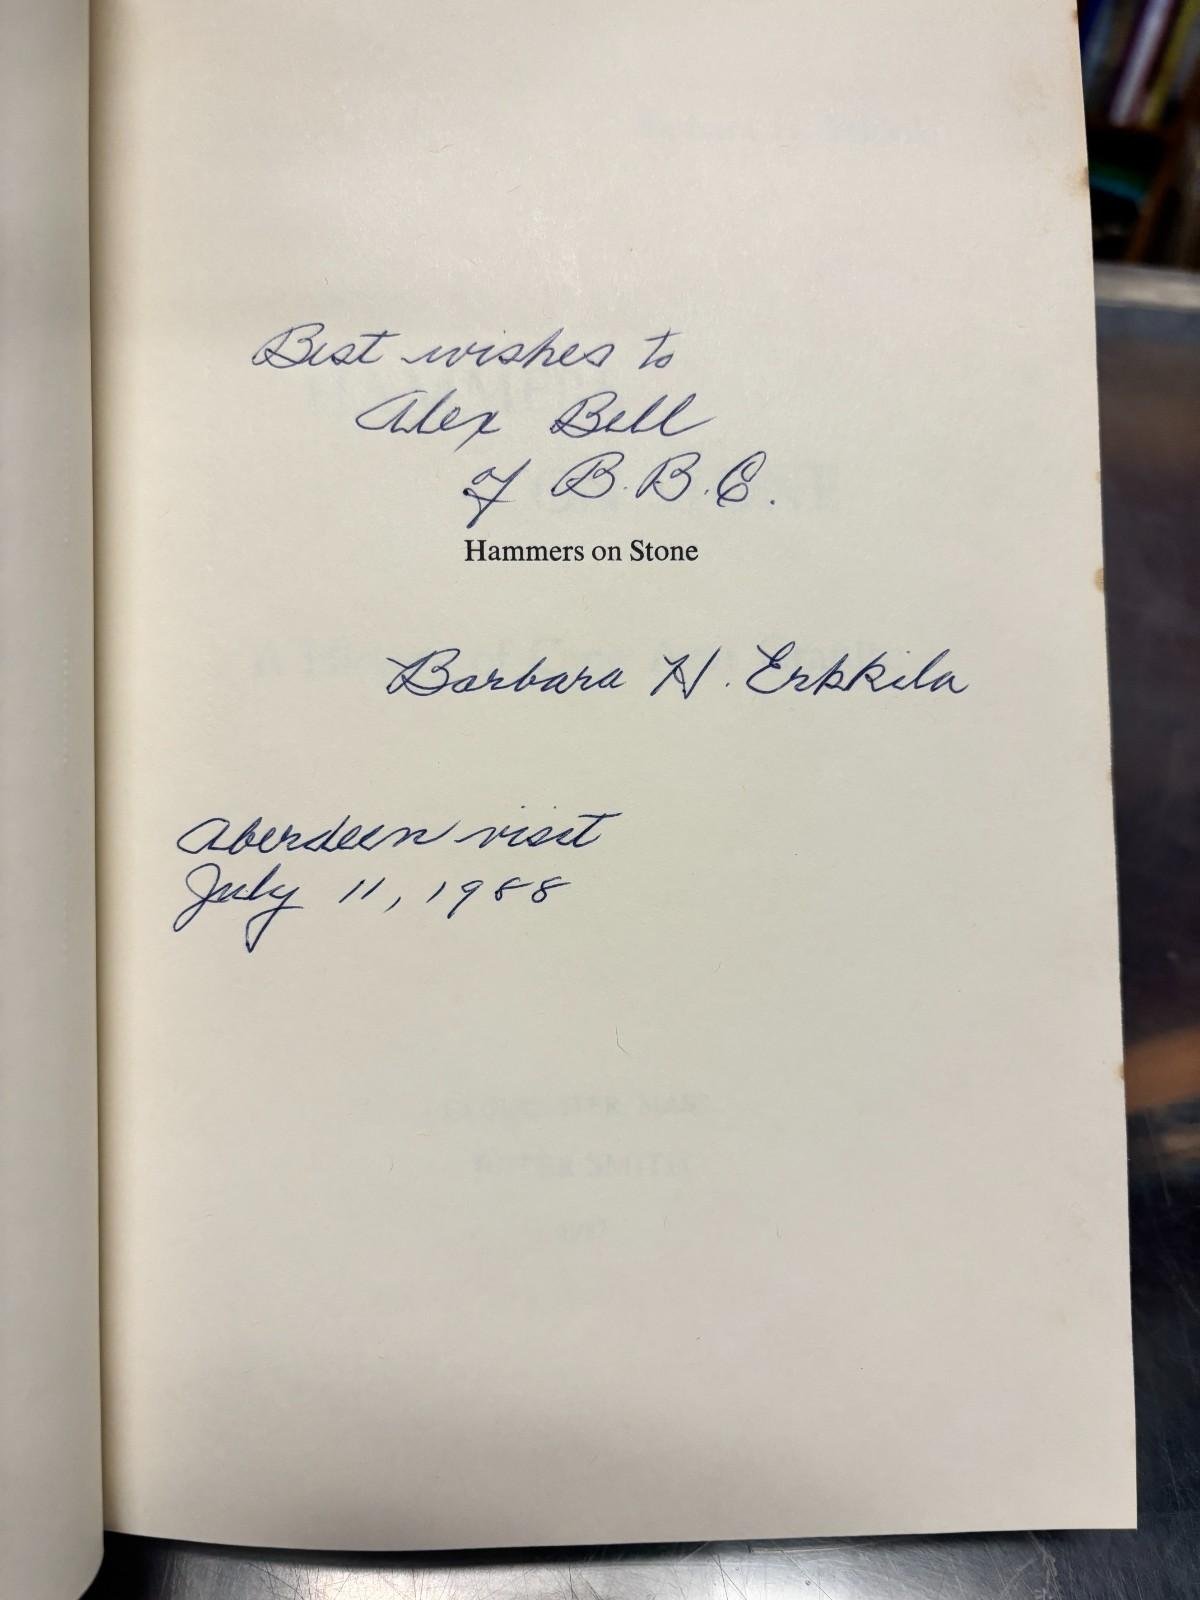 Best wishes to
Alex Bell
of B.B.C.
Hammers on Stone
Barbara H. Erkkila
Aberdeen visit
July 11, 1988